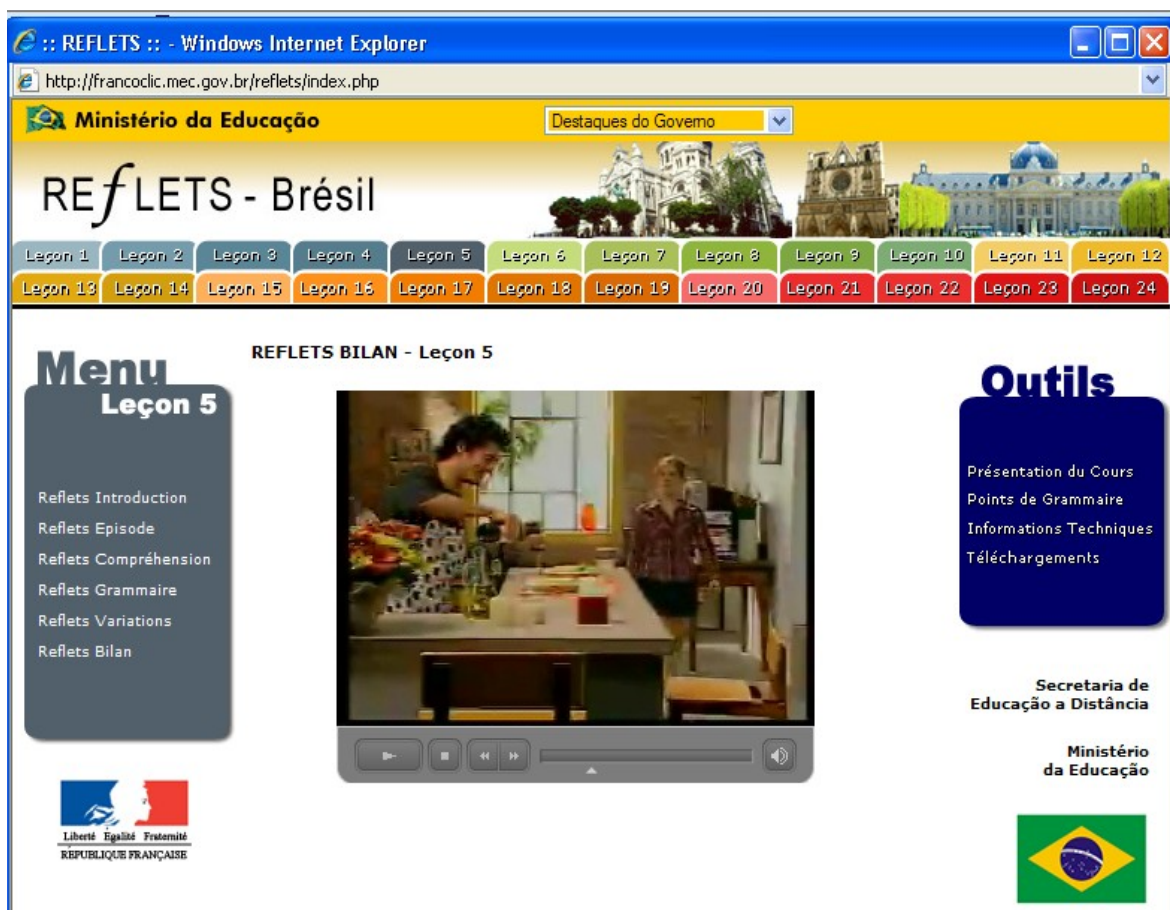 :: REFLETS :: - Windows Internet Explorer
http://francoclic.mec.gov.br/reflets/index.php
Ministério da Educação
Destaques do Governo
REfLETS - Brésil
Leçon 1 Leçon 2 Leçon 3 Leçon 4 Leçon 5 Leçon 6 Leçon 7 Leçon 8 Leçon 9 Leçon 10 Leçon 11 Leçon 12
Leçon 13 Leçon 14 Leçon 15 Leçon 16 Leçon 17 Leçon 18 Leçon 19 Leçon 20 Leçon 21 Leçon 22 Leçon 23 Leçon 24
Menu
Leçon 5
Reflets Introduction
Reflets Episode
Reflets Compréhension
Reflets Grammaire
Reflets Variations
Reflets Bilan
Liberté Egalité Fraternité
RÉPUBLIQUE FRANÇAISE
REFLETS BILAN - Leçon 5
Outils
Présentation du Cours
Points de Grammaire
Informations Techniques
Téléchargements
Secretaria de
Educação a Distância
Ministério
da Educação